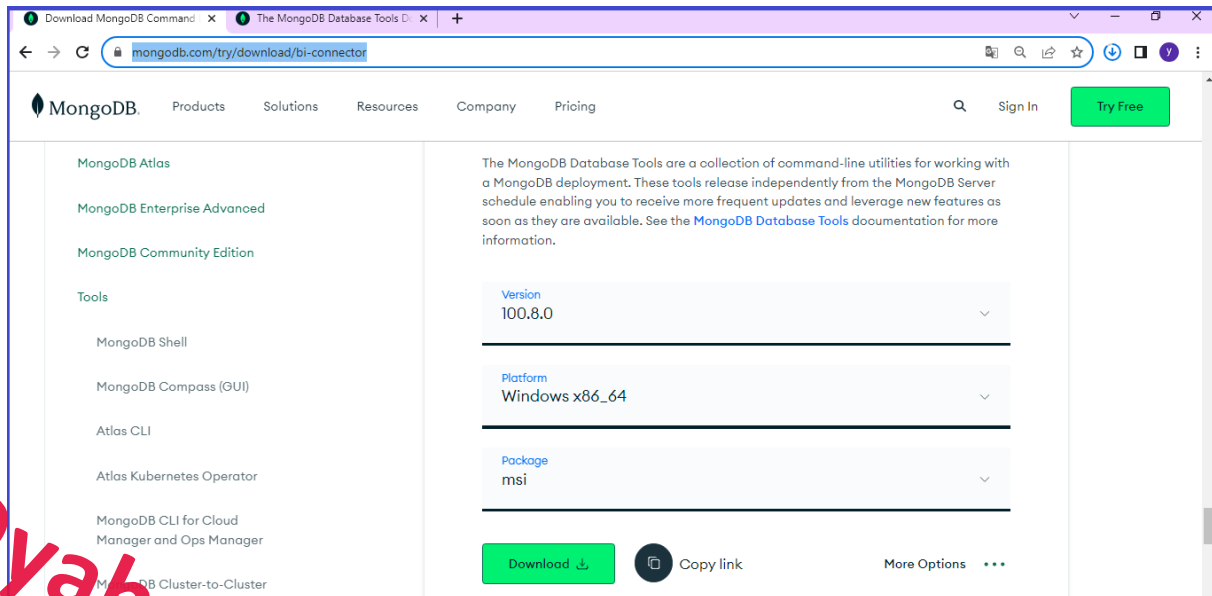 Download MongoDB Command
The MongoDB Database Tools Do
mongodb.com/try/download/bi-connector
y
MongoDB.
Products
Solutions
Resources
Company
Pricing
Sign In
Try Free
MongoDB Atlas
MongoDB Enterprise Advanced
MongoDB Community Edition
Tools
MongoDB Shell
MongoDB Compass (GUI)
Atlas CLI
Atlas Kubernetes Operator
MongoDB CLI for Cloud
Manager and Ops Manager
DB Cluster-to-Cluster
The MongoDB Database Tools are a collection of command-line utilities for working with
a MongoDB deployment. These tools release independently from the MongoDB Server
schedule enabling you to receive more frequent updates and leverage new features as
soon as they are available. See the MongoDB Database Tools documentation for more
information.
Version
100.8.0
Platform
Windows x86_64
Package
msi
Download
Copy link
More Options